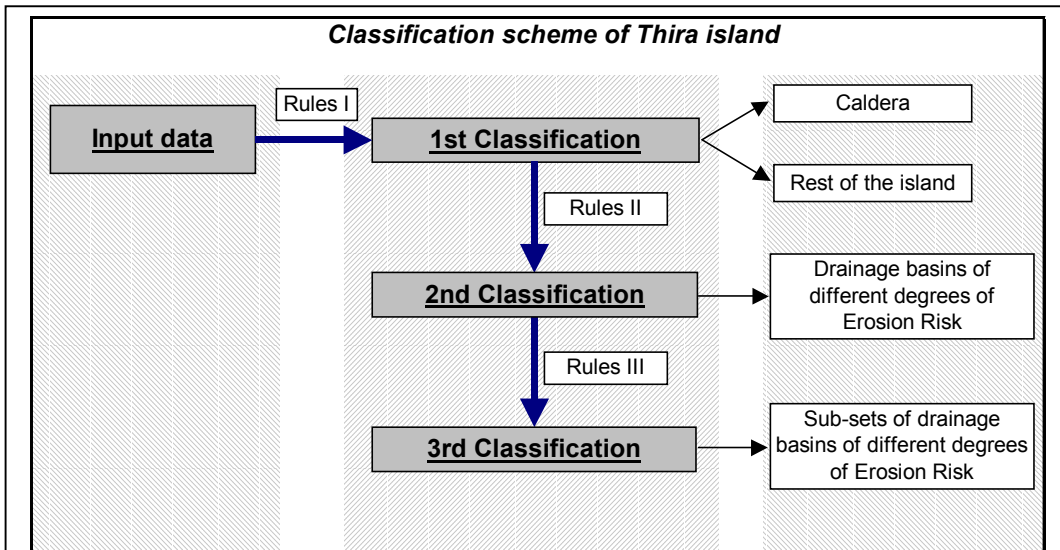 Classification scheme of Thira island
Rules I
Input data
1st Classification
Caldera
Rest of the island
Rules II
2nd Classification
Drainage basins of
different degrees of
Erosion Risk
Rules III
3rd Classification
Sub-sets of drainage
basins of different degrees
of Erosion Risk